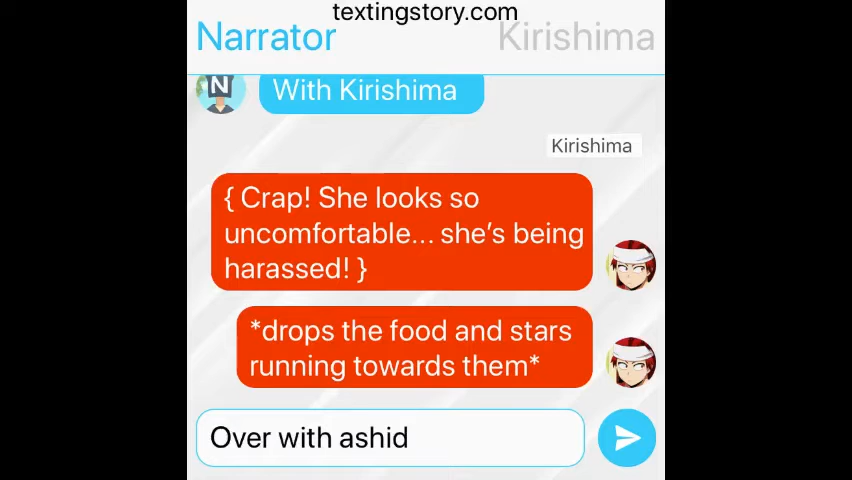 textingstory.com
Narrator
Kirishima
N
With Kirishima
Kirishima
{ Crap! She looks so
uncomfortable... she's being
harassed! }
*drops the food and stars
running towards them*
Over with ashid